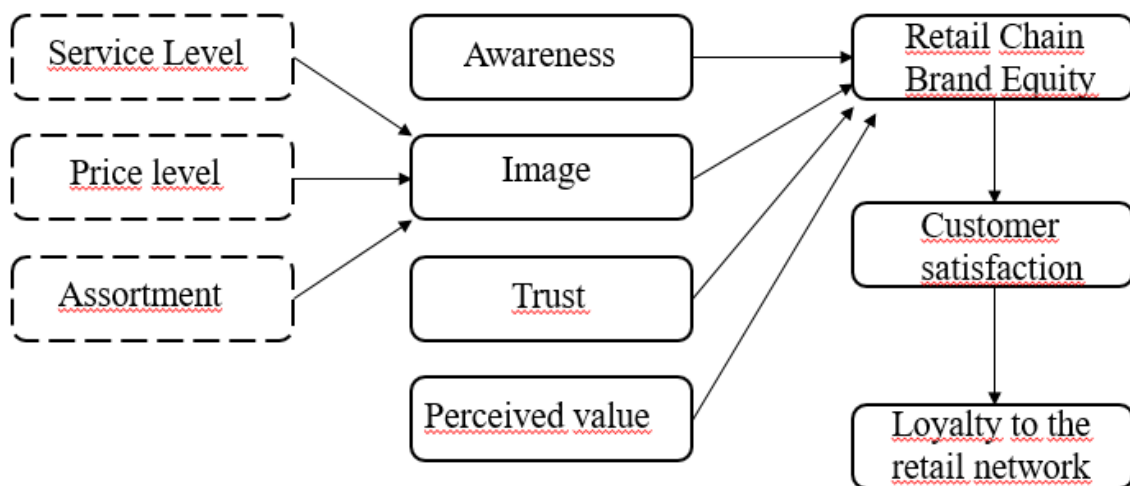 Service Level
Awareness
Retail Chain
Brand Equity
Price level
Image
Customer
satisfaction
Assortment
Trust
Perceived value
Loyalty to the
retail network